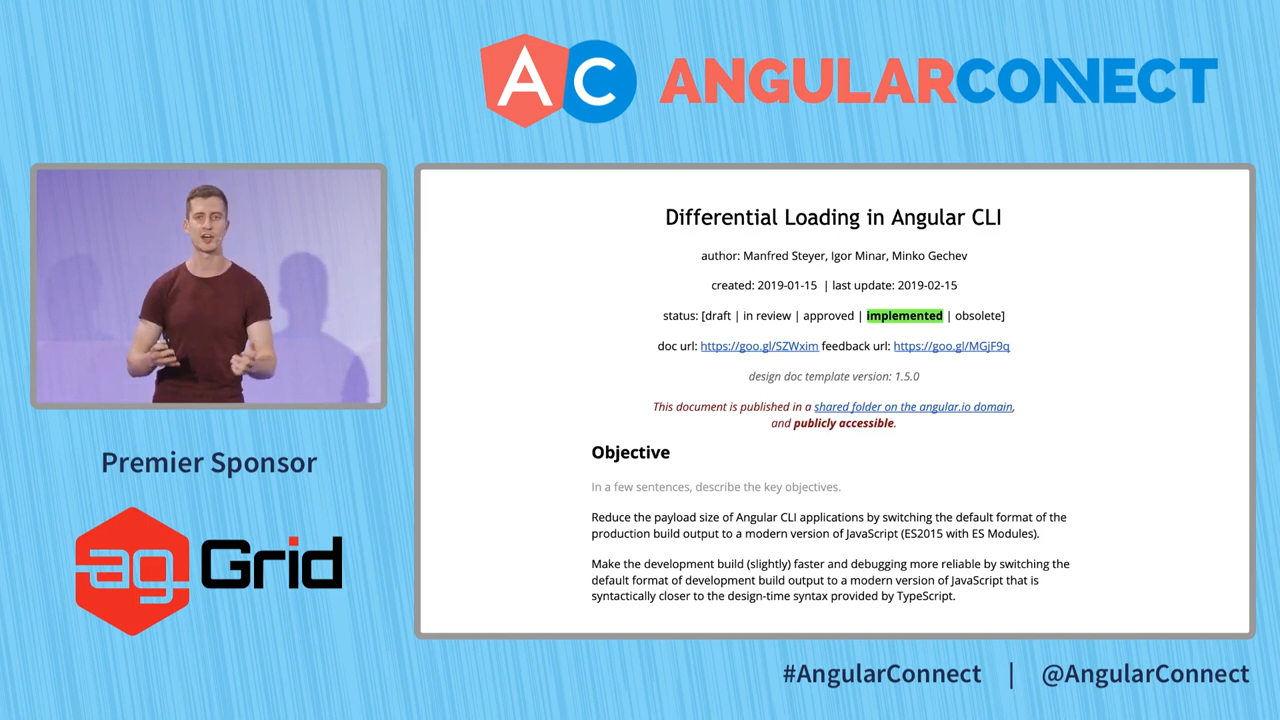 AC ANGULARCONNECT
Differential Loading in Angular CLI
author: Manfred Steyer, Igor Minar, Minko Gechev
created: 2019-01-15 | last update: 2019-02-15
status: [draft | in review | approved | implemented | obsolete]
doc url: https://goo.gl/SZWxim feedback url: https://goo.gl/MGjF9q
design doc template version: 1.5.0
This document is published in a shared folder on the angular.io domain,
and publicly accessible.
Objective
In a few sentences, describe the key objectives.
Reduce the payload size of Angular CLI applications by switching the default format of the
production build output to a modern version of JavaScript (ES2015 with ES Modules).
Make the development build (slightly) faster and debugging more reliable by switching the
default format of development build output to a modern version of JavaScript that is
syntactically closer to the design-time syntax provided by TypeScript.
Premier Sponsor
ag Grid
#AngularConnect | @AngularConnect